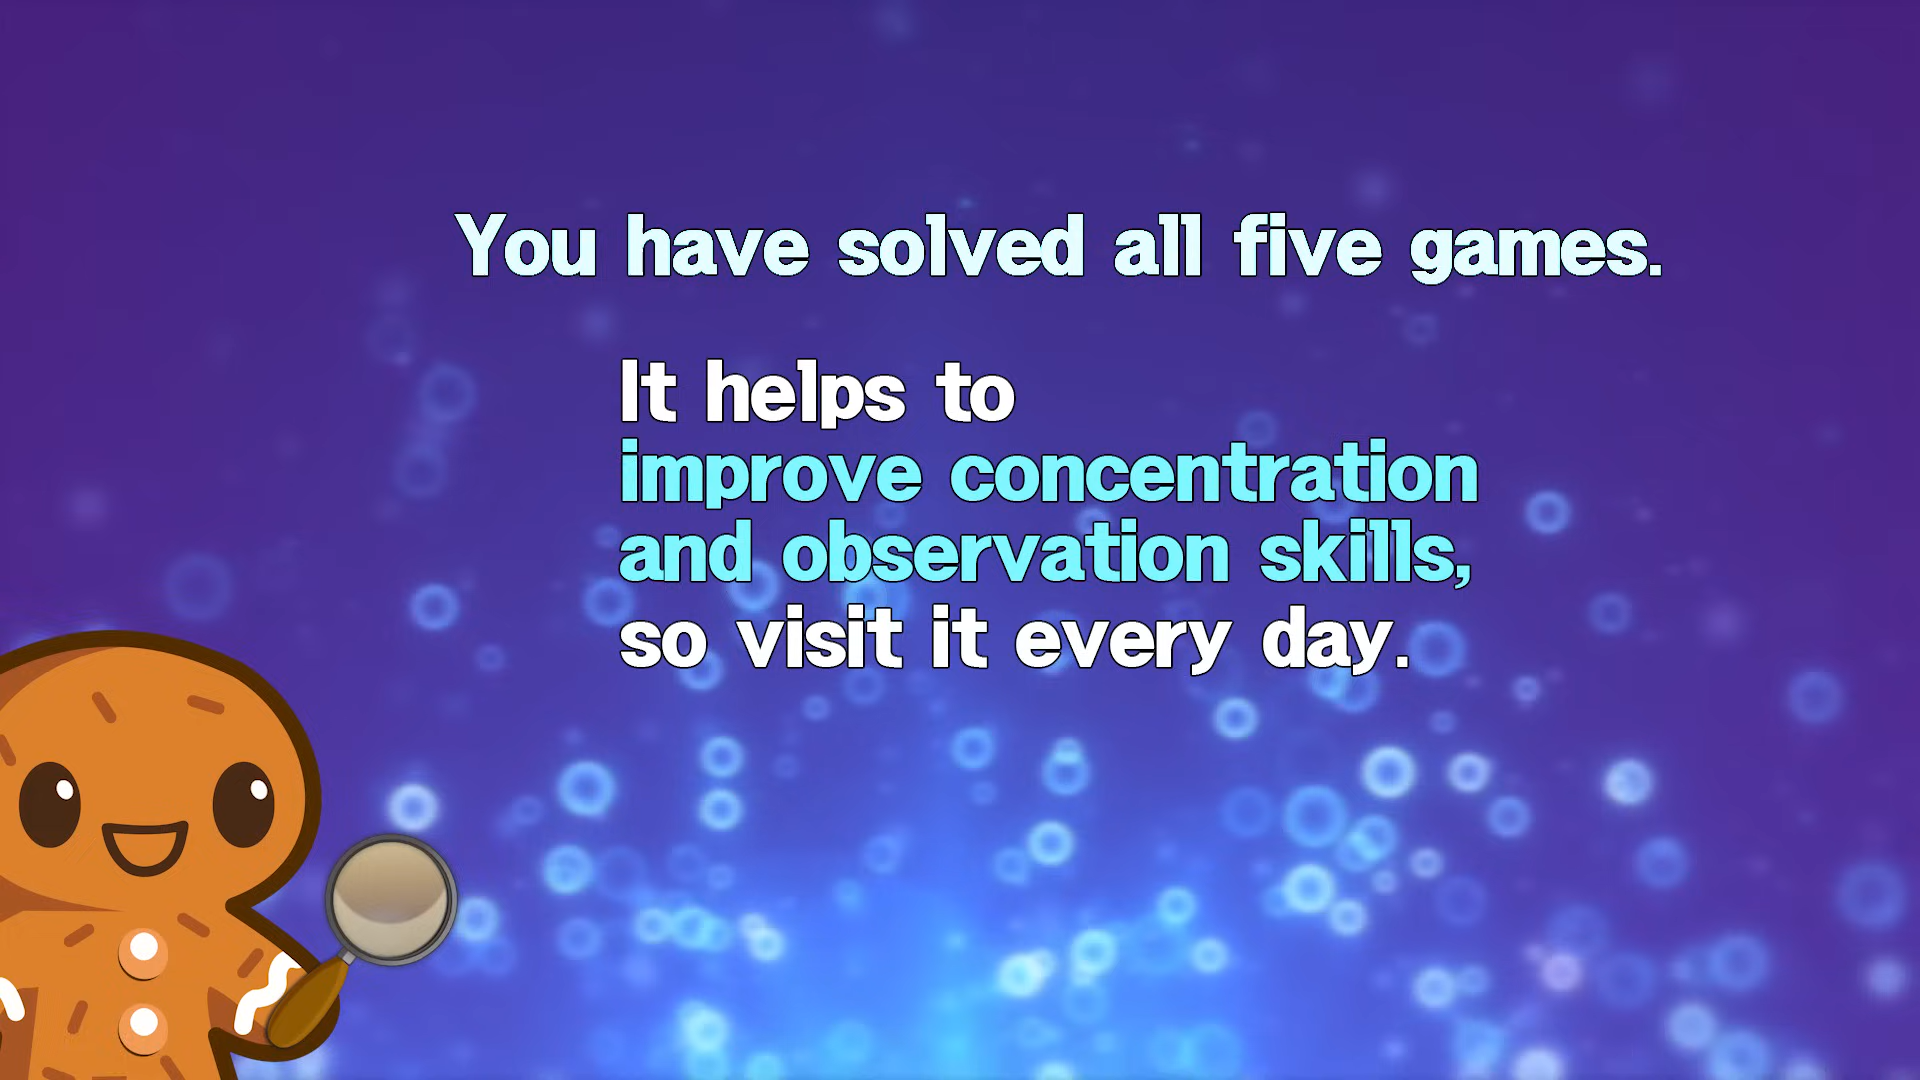 You have solved all five games.
It helps to
improve concentration
and observation skills,
so visit it every day.